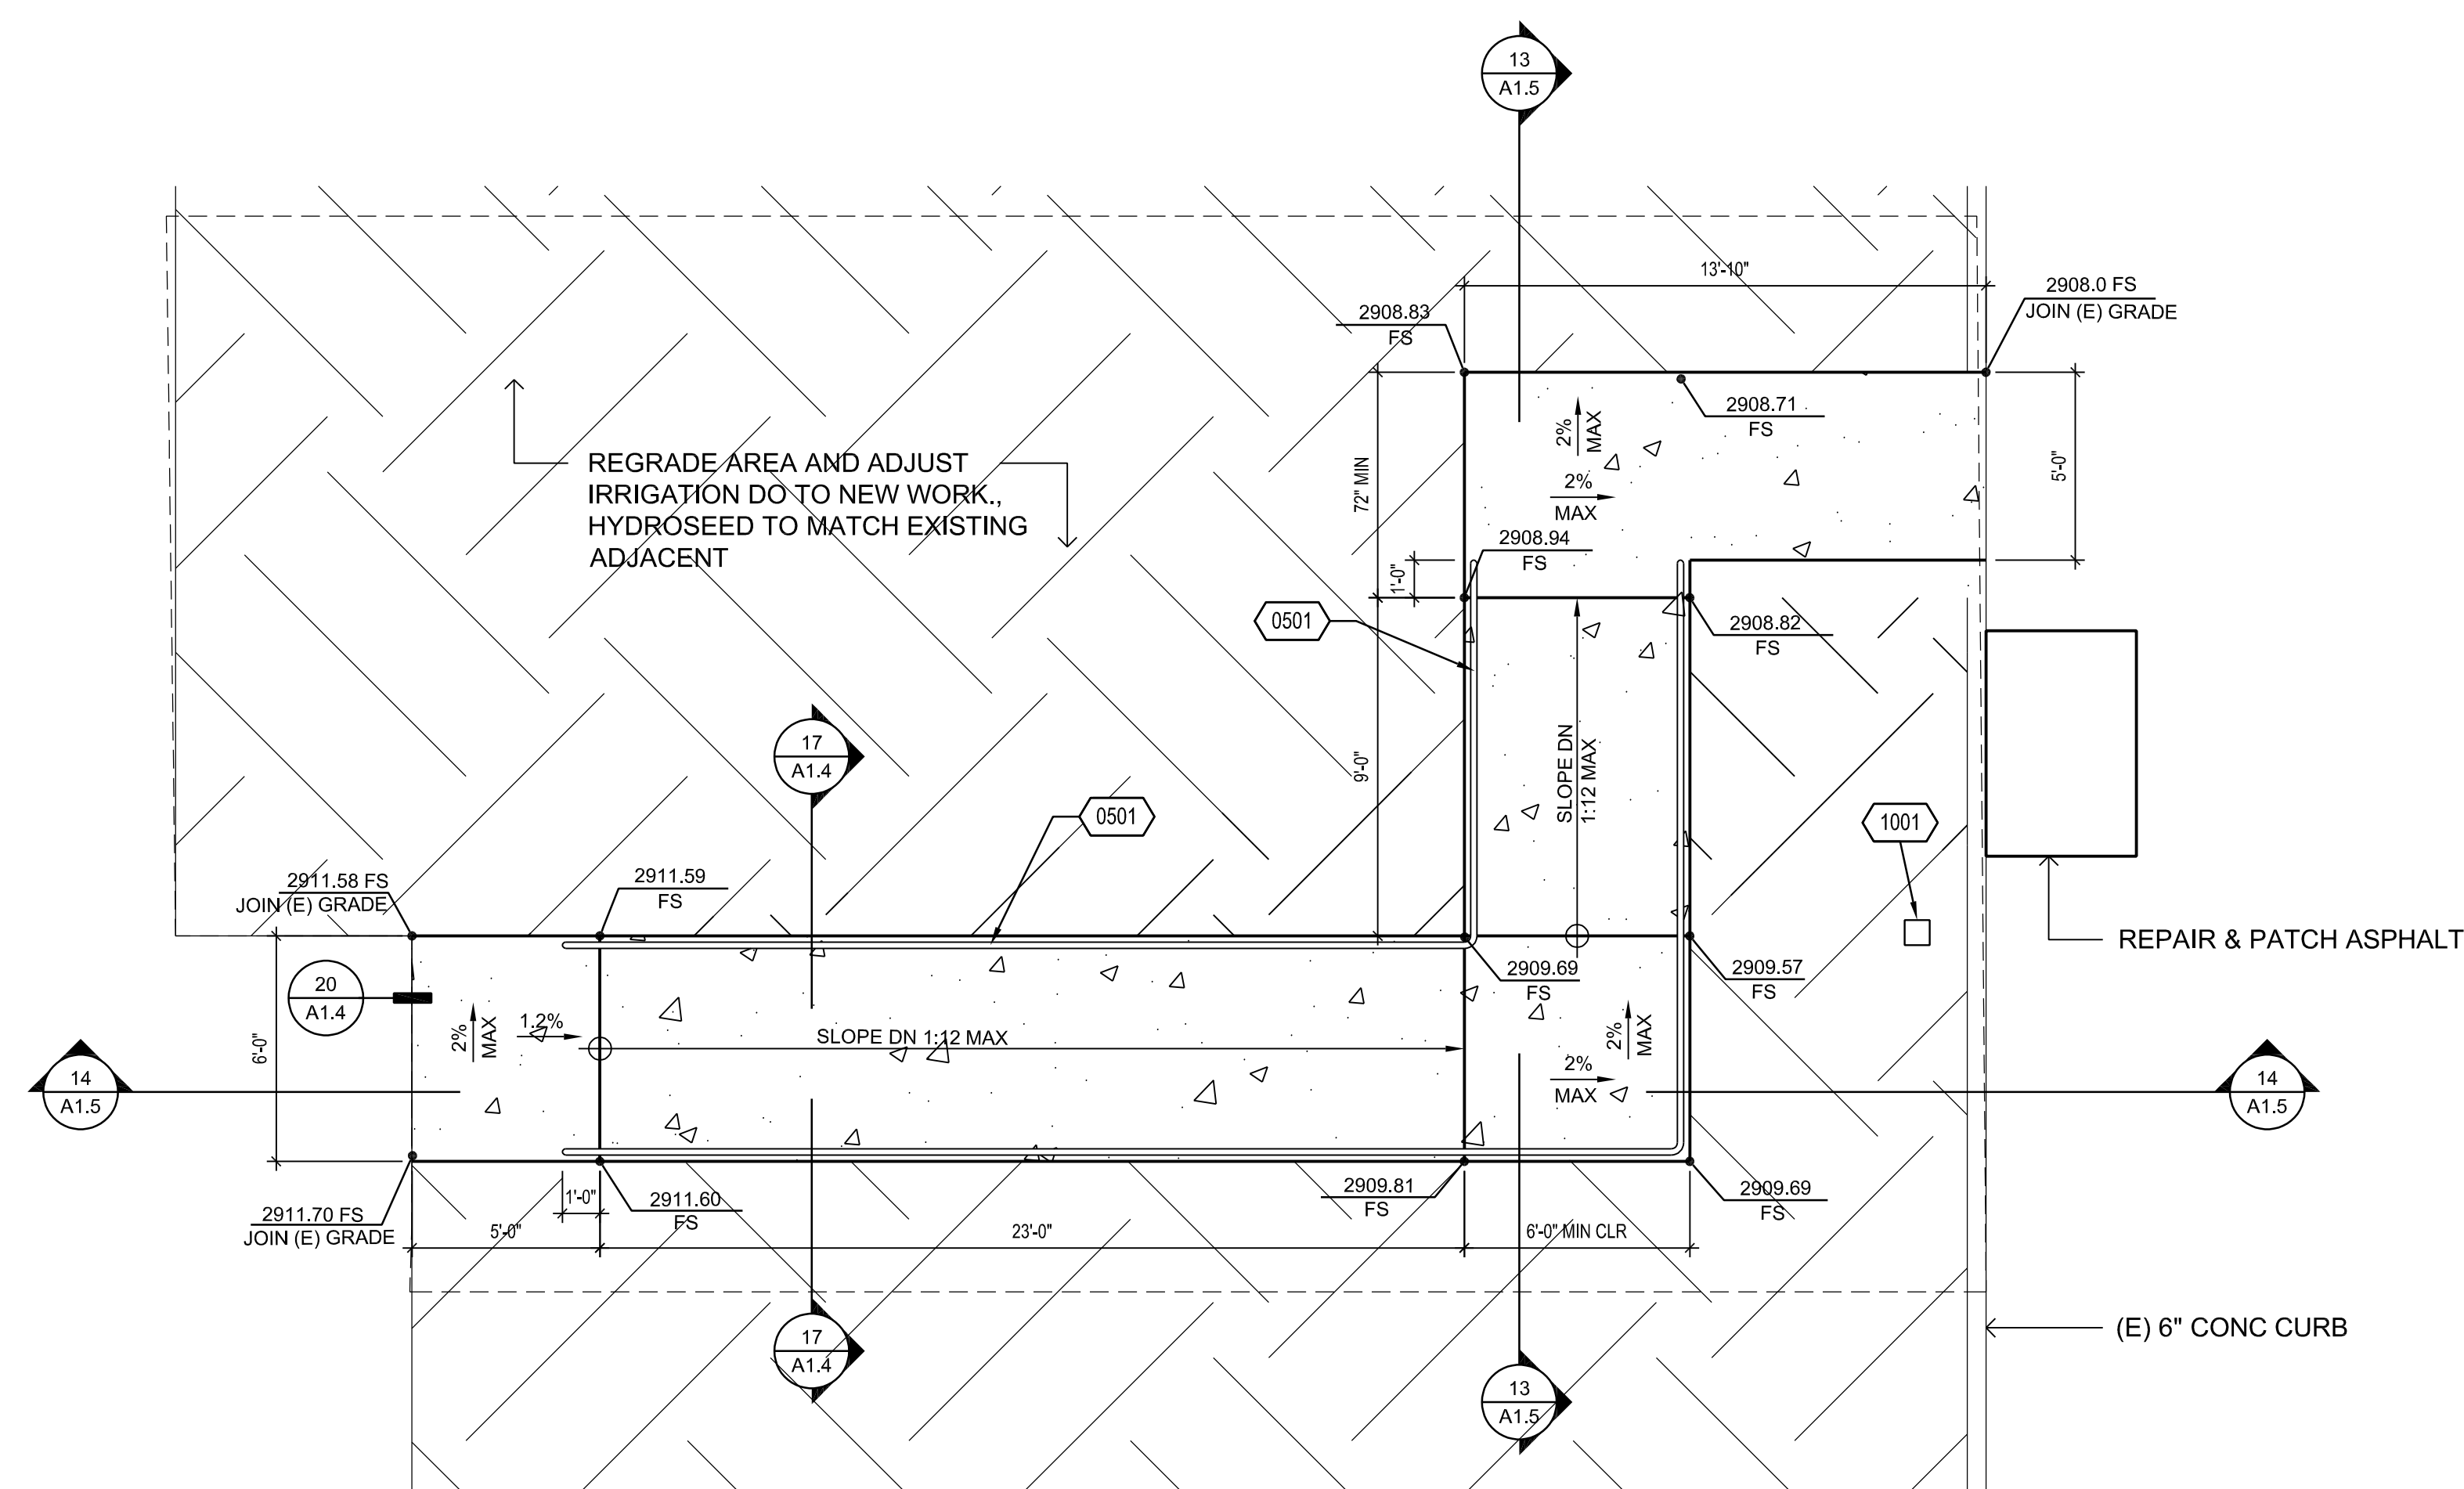 13
A1.5
13'-10"
2908.0 FS
JOIN (E) GRADE
2908.83
FS
2908.71
FS
2%
MAX
5'-0"
72" MIN
2%
MAX
REGRADE AREA AND ADJUST
IRRIGATION DO TO NEW WORK.,
HYDROSEED TO MATCH EXISTING
ADJACENT
2908.94
FS
1'-0"
0501
2908.82
FS
17
A1.4
9'-0"
SLOPE DN
1:12 MAX
0501
1001
2911.58 FS
JOIN (E) GRADE
2911.59
FS
REPAIR & PATCH ASPHALT
2909.69
FS
2909.57
FS
20
A1.4
6'-0"
2%
MAX
1.2%
SLOPE DN 1:12 MAX
2%
MAX
2%
MAX
14
A1.5
14
A1.5
2911.70 FS
JOIN (E) GRADE
1'-0"
2911.60
FS
2909.81
FS
2909.69
FS
5'-0"
23'-0"
6'-0" MIN CLR
17
A1.4
(E) 6" CONC CURB
13
A1.5